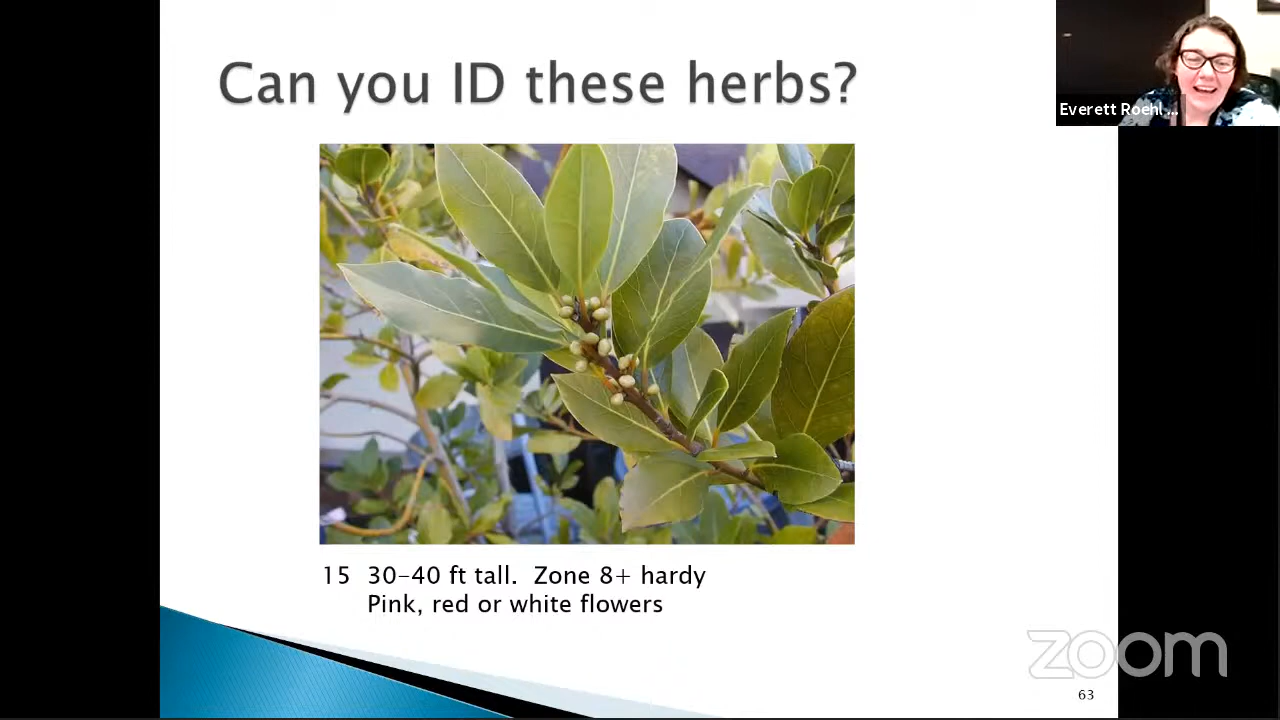 Can you ID these herbs?
Everett Roehl ...
15 30-40 ft tall. Zone 8+ hardy
Pink, red or white flowers
zoom
63